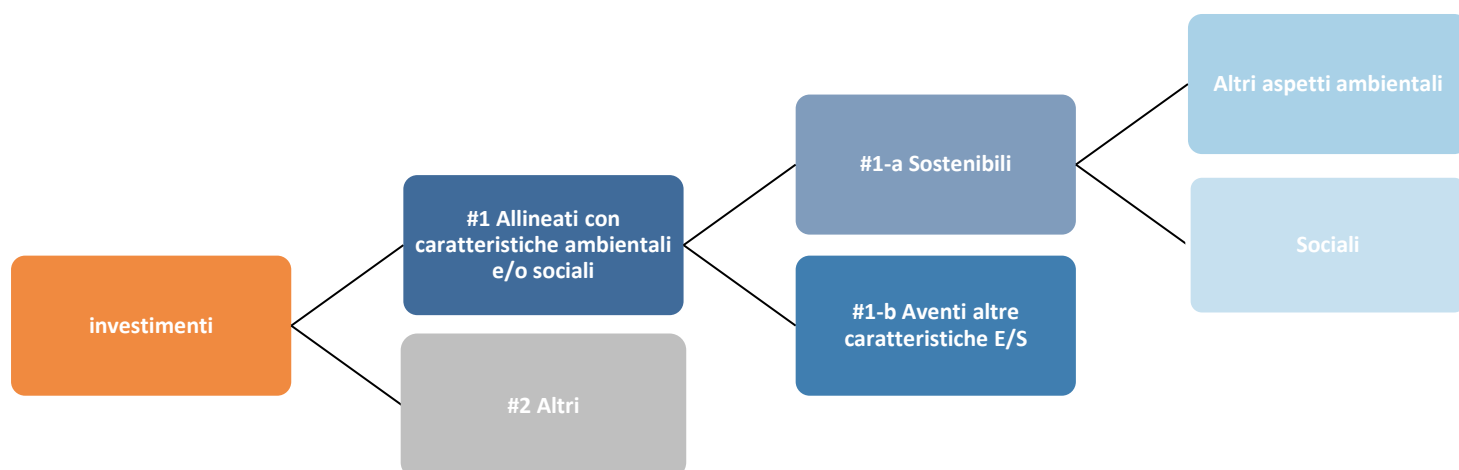 investimenti
#1 Allineati con
caratteristiche ambientali
e/o sociali
#2 Altri
#1-a Sostenibili
#1-b Aventi altre
caratteristiche E/S
Altri aspetti ambientali
Sociali